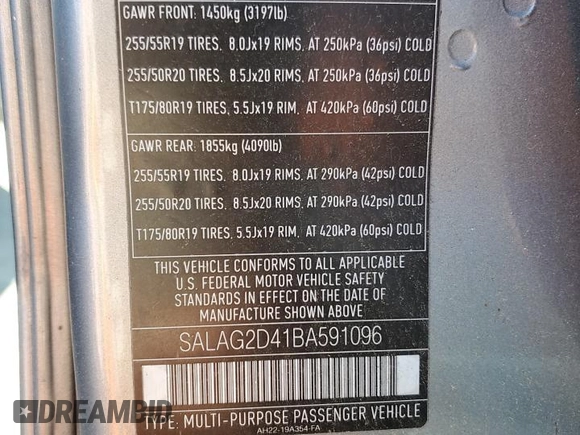 GAWR FRONT: 1450kg (3197lb)
255/55R19 TIRES, 8.0Jx19 RIMS, AT 250kPa (36psi) COLD
255/50R20 TIRES, 8.5Jx20 RIMS, AT 250kPa (36psi) COLD
T175/80R19 TIRES, 5.5Jx19 RIM, AT 420kPa (60psi) COLD
GAWR REAR: 1855kg (4090lb)
255/55R19 TIRES, 8.0Jx19 RIMS, AT 290kPa (42psi) COLD
255/50R20 TIRES, 8.5Jx20 RIMS, AT 290kPa (42psi) COLD
T175/80R19 TIRES, 5.5Jx19 RIM, AT 420kPa (60psi) COLD
THIS VEHICLE CONFORMS TO ALL APPLICABLE
U.S. FEDERAL MOTOR VEHICLE SAFETY
STANDARDS IN EFFECT ON THE DATE OF
MANUFACTURE SHOWN ABOVE
SALAG2D41BA591096
TYPE: MULTI-PURPOSE PASSENGER VEHICLE
AH22-19A354-FA
DREAMBID